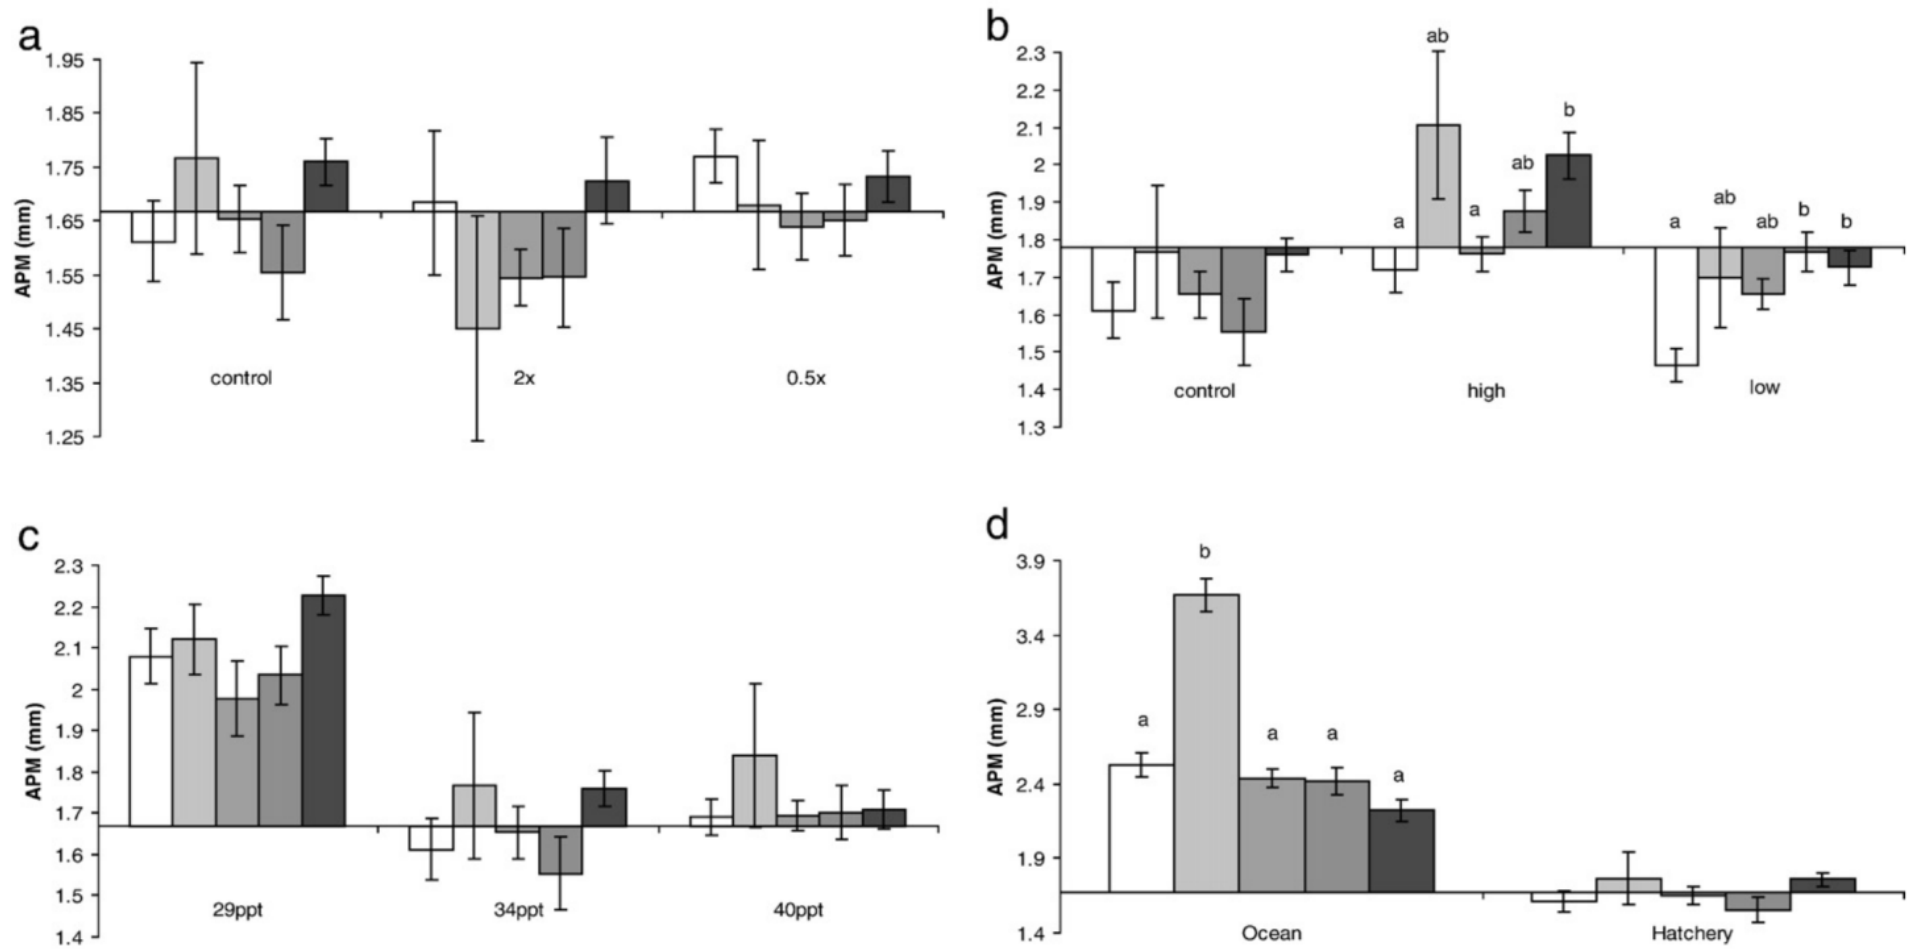 a
1.95
1.85
1.75
1.65
1.55
1.45
1.35
1.25
APM (mm)
control 2x 0.5x
b
2.3
2.2
2.1
2
1.9
1.8
1.7
1.6
1.5
1.4
1.3
APM (mm)
ab
b
ab
a a
ab
a ab b b
control high low
c
2.3
2.2
2.1
2
1.9
1.8
1.7
1.6
1.5
1.4
APM (mm)
29ppt 34ppt 40ppt
d
3.9
3.4
2.9
2.4
1.9
1.4
APM (mm)
b
a a a a
Ocean Hatchery